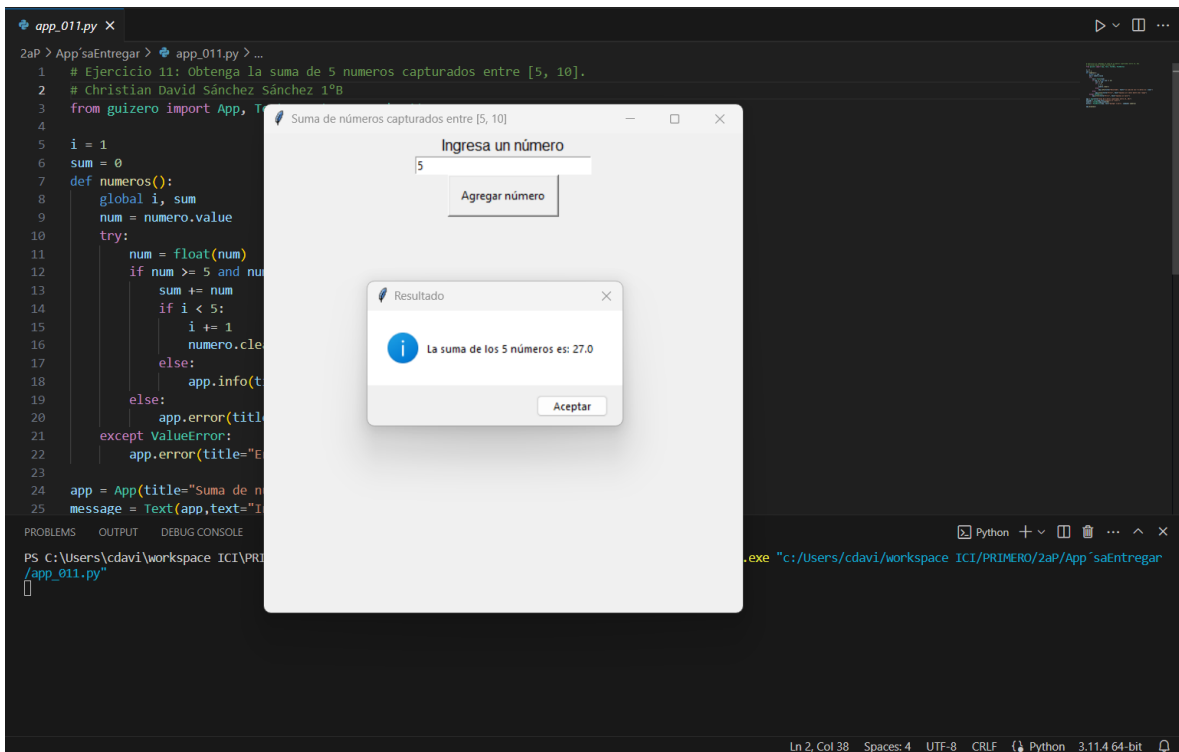 app_011.py
2aP > App´saEntregar > app_011.py > ...
1 # Ejercicio 11: Obtenga la suma de 5 numeros capturados entre [5, 10].
2 # Christian David Sánchez Sánchez 1°B
3 from guizero import App,
4
5 i = 1
6 sum = 0
7 def numeros():
8 global i, sum
9 num = numero.value
10 try:
11 num = float(num)
12 if num >= 5 and
13 sum += num
14 if i < 5:
15 i += 1
16 numero.cle
17 else:
18 app.info(t
19 else:
20 app.error(titl
21 except ValueError:
22 app.error(title="E
23
24 app = App(title="Suma de n
25 message = Text(app,text="I
Suma de números capturados entre [5, 10]
Ingresa un número
5
Agregar número
Resultado
La suma de los 5 números es: 27.0
Aceptar
PROBLEMS OUTPUT DEBUG CONSOLE
Python
PS C:\Users\cdavi\workspace ICI\PRI .exe "c:/Users/cdavi/workspace ICI/PRIMERO/2aP/App´saEntregar
/app_011.py"
Ln 2, Col 38 Spaces: 4 UTF-8 CRLF Python 3.11.4 64-bit